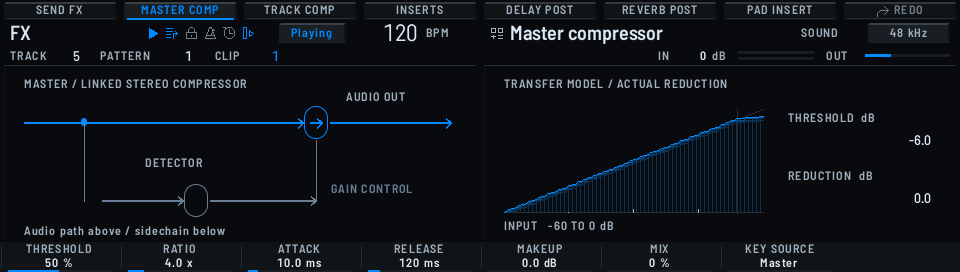 SEND FX MASTER COMP TRACK COMP INSERTS DELAY POST REVERB POST PAD INSERT REDO
FX Playing 120 BPM Master compressor SOUND 48 kHz
TRACK 5 PATTERN 1 CLIP 1 IN 0 dB OUT
MASTER / LINKED STEREO COMPRESSOR TRANSFER MODEL / ACTUAL REDUCTION
AUDIO OUT
THRESHOLD dB
-6.0
DETECTOR
REDUCTION dB
GAIN CONTROL
0.0
Audio path above / sidechain below INPUT -60 TO 0 dB
THRESHOLD RATIO ATTACK RELEASE MAKEUP MIX KEY SOURCE
50 % 4.0 x 10.0 ms 120 ms 0.0 dB 0 % Master